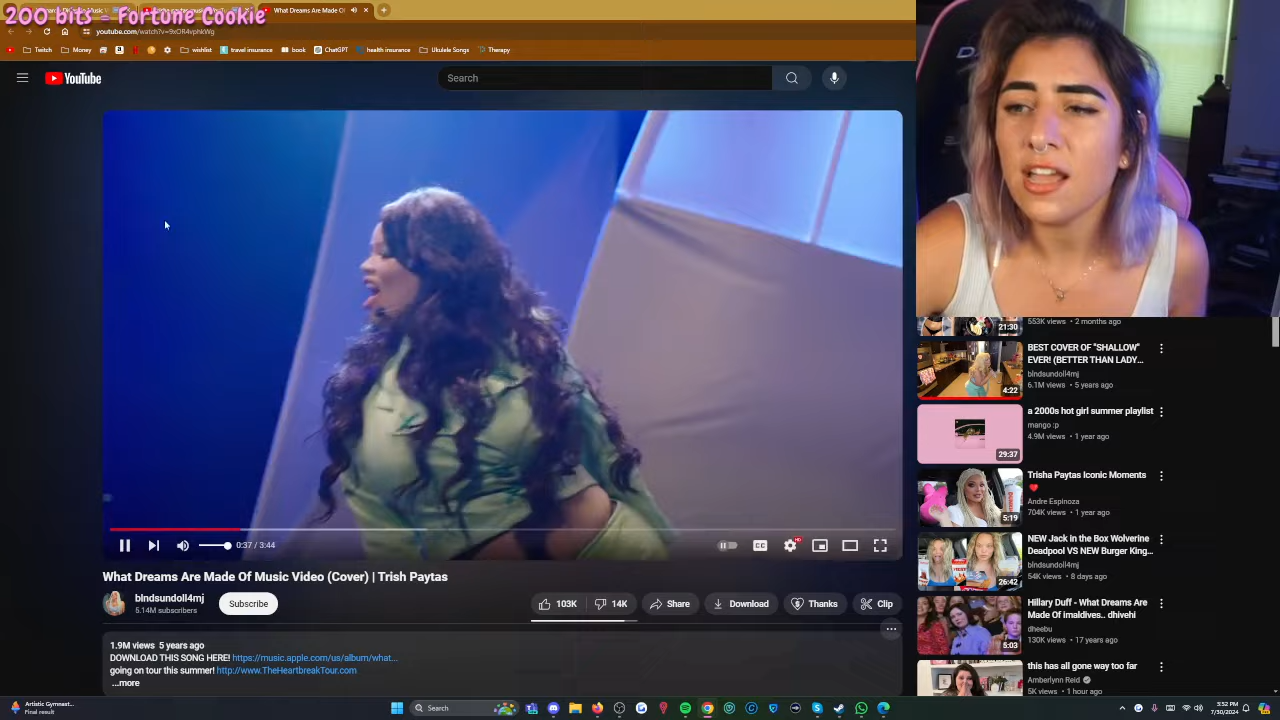 200 bits = Fortune Cookie
What Dreams Are Made Of
youtube.com/watch?v=9xOR4vphkWg
Twitch
Money
wishlist
travel insurance
book
ChatGPT
health insurance
Ukulele Songs
Therapy
YouTube
Search
553K views • 2 months ago
21:30
BEST COVER OF "SHALLOW"
EVER! (BETTER THAN LADY...
blndsundoll4mj
6.1M views • 5 years ago
4:22
a 2000s hot girl summer playlist
mango :p
4.9M views • 1 year ago
29:37
Trisha Paytas Iconic Moments
Andre Espinoza
704K views • 1 year ago
5:19
NEW Jack in the Box Wolverine
Deadpool VS NEW Burger King...
blndsundoll4mj
54K views • 8 days ago
26:42
Hillary Duff - What Dreams Are
Made Of lmaldives.. dhivehi
dheebu
130K views • 17 years ago
5:03
this has all gone way too far
Amberlynn Reid
5K views • 1 hour ago
0:37 / 3:44
CC
HD
What Dreams Are Made Of Music Video (Cover) | Trish Paytas
blndsundoll4mj
5.14M subscribers
Subscribe
103K
14K
Share
Download
Thanks
Clip
1.9M views 5 years ago
DOWNLOAD THIS SONG HERE! https://music.apple.com/us/album/what...
going on tour this summer! http://www.TheHeartbreakTour.com
...more
Artistic Gymnast...
Final result
Search
5:52 PM
7/30/2024